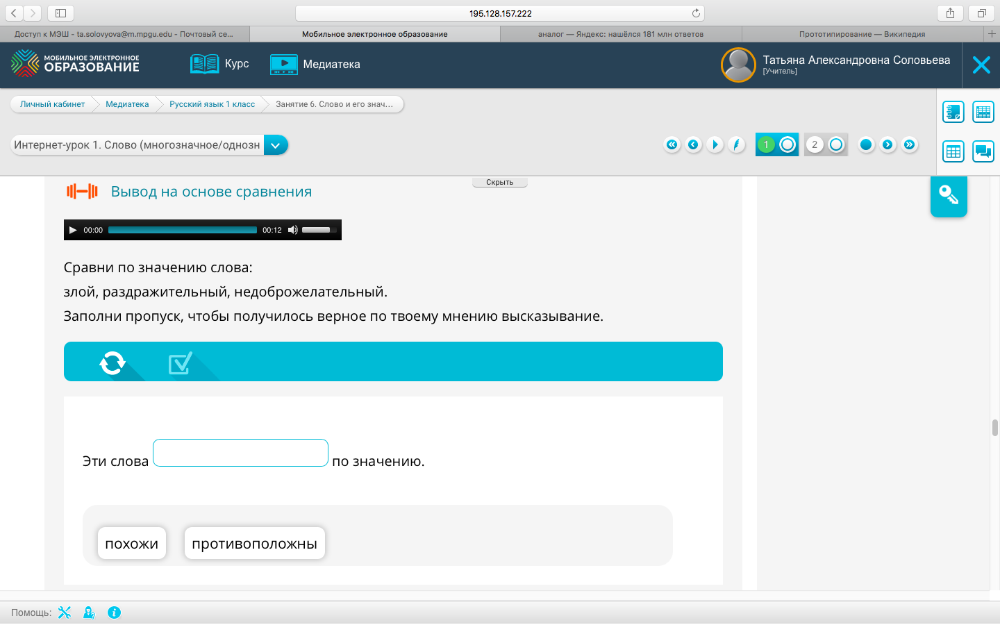 195.128.157.222
Доступ к МЭШ - ta.solovyova@m.mpgu.edu - Почтовый се...
Мобильное электронное образование
аналог — Яндекс: нашёлся 181 млн ответов
Прототипирование — Википедия
МОБИЛЬНОЕ ЭЛЕКТРОННОЕ
ОБРАЗОВАНИЕ
Курс
Медиатека
Татьяна Александровна Соловьева
[Учитель]
Личный кабинет
Медиатека
Русский язык 1 класс
Занятие 6. Слово и его знач...
Интернет-урок 1. Слово (многозначное/однозн
1
2
Скрыть
Вывод на основе сравнения
00:00
00:12
Сравни по значению слова:
злой, раздражительный, недоброжелательный.
Заполни пропуск, чтобы получилось верное по твоему мнению высказывание.
Эти слова
по значению.
похожи
противоположны
Помощь: